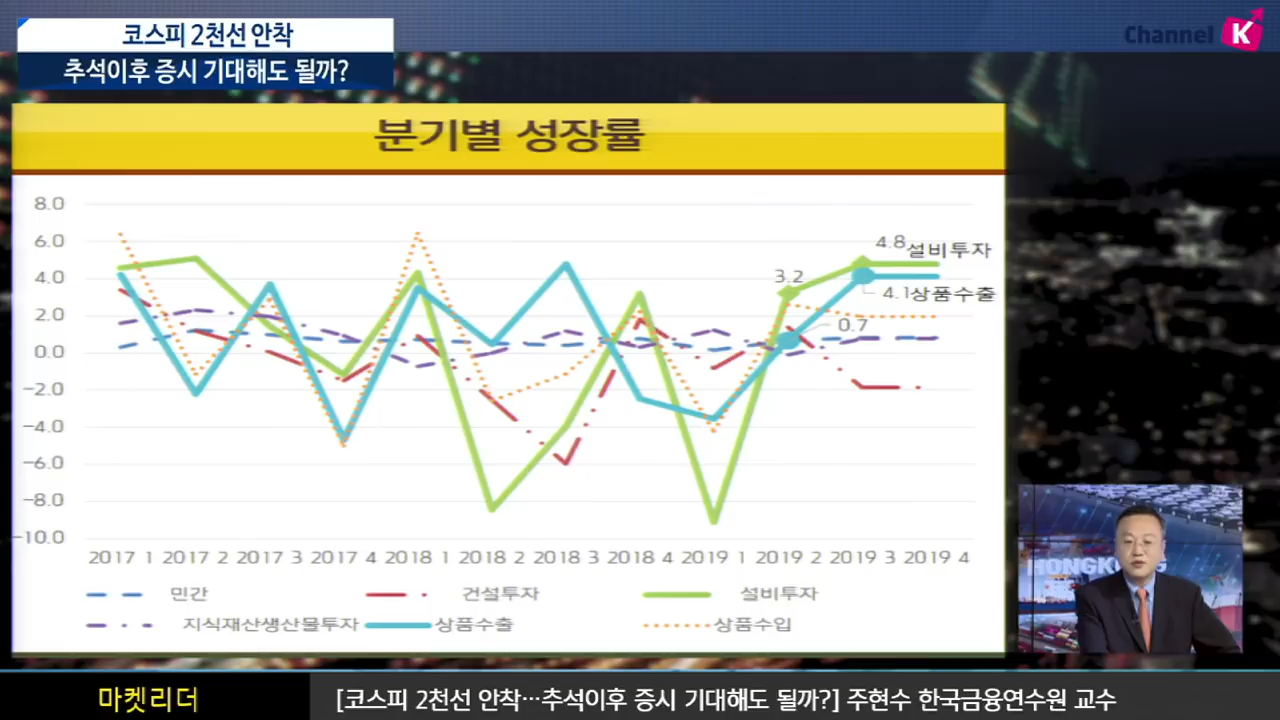 코스피 2천선 안착
추석이후 증시 기대해도 될까?
Channel K
분기별 성장률
8.0
6.0
4.0
2.0
0.0
-2.0
-4.0
-6.0
-8.0
-10.0
4.8 설비투자
3.2
4.1 상품수출
0.7
2017 1 2017 2 2017 3 2017 4 2018 1 2018 2 2018 3 2018 4 2019 1 2019 2 2019 3 2019 4
민간 건설투자 설비투자
지식재산생산물투자 상품수출 상품수입
HONGKONG
마켓리더 [코스피 2천선 안착…추석이후 증시 기대해도 될까?] 주현수 한국금융연수원 교수